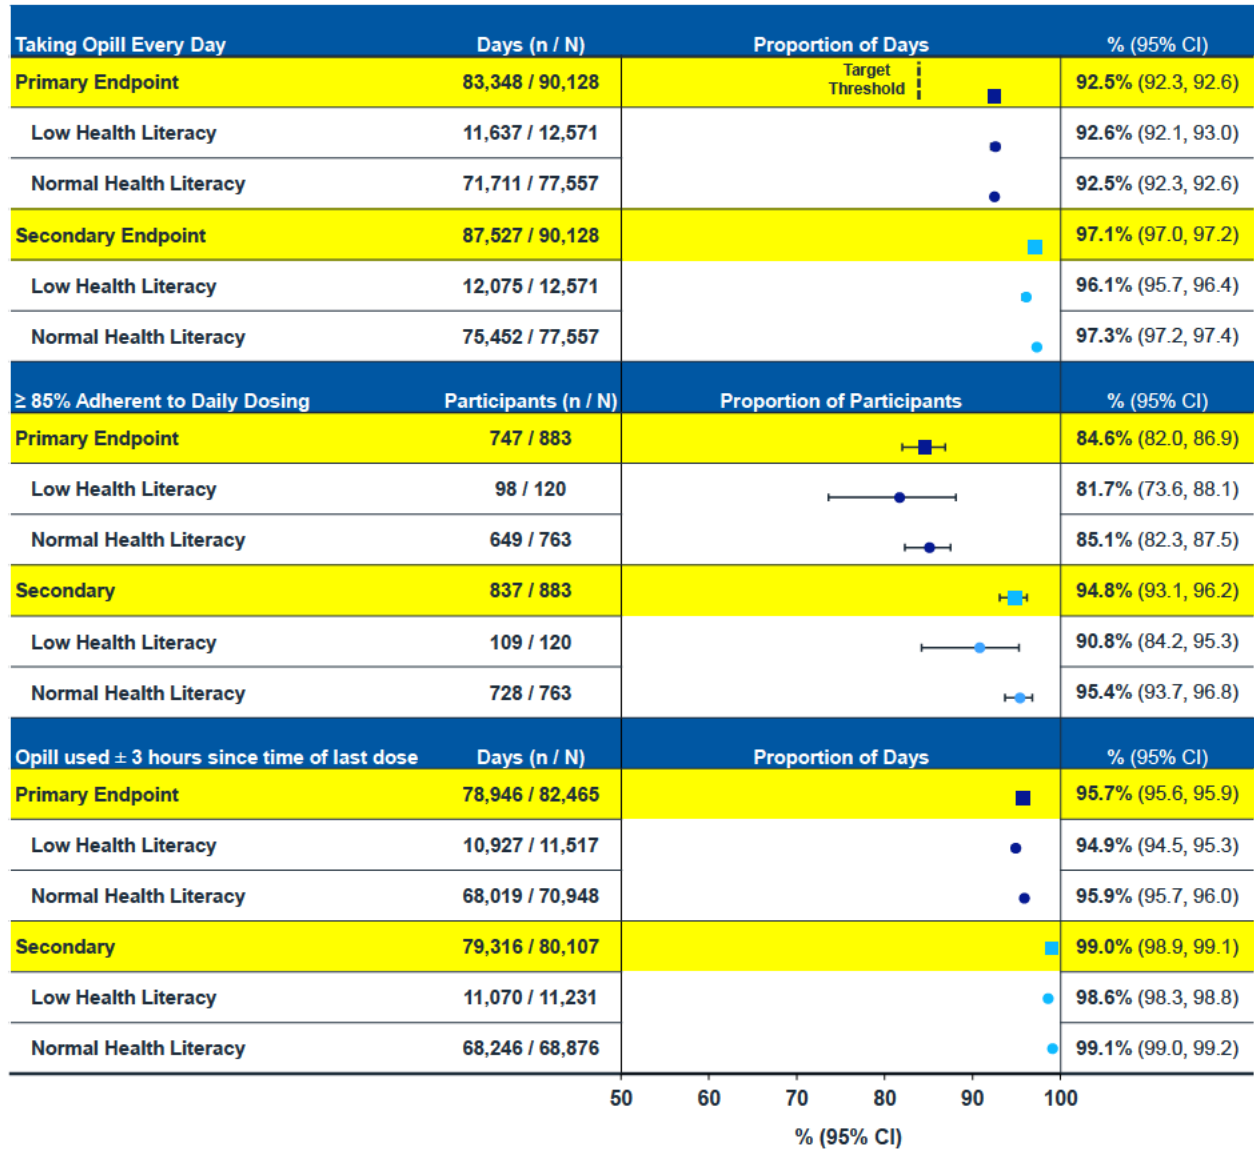 Taking Opill Every Day Days (n / N) Proportion of Days % (95% CI)
Primary Endpoint 83,348 / 90,128 Target Threshold 92.5% (92.3, 92.6)
Low Health Literacy 11,637 / 12,571 92.6% (92.1, 93.0)
Normal Health Literacy 71,711 / 77,557 92.5% (92.3, 92.6)
Secondary Endpoint 87,527 / 90,128 97.1% (97.0, 97.2)
Low Health Literacy 12,075 / 12,571 96.1% (95.7, 96.4)
Normal Health Literacy 75,452 / 77,557 97.3% (97.2, 97.4)
≥ 85% Adherent to Daily Dosing Participants (n / N) Proportion of Participants % (95% CI)
Primary Endpoint 747 / 883 84.6% (82.0, 86.9)
Low Health Literacy 98 / 120 81.7% (73.6, 88.1)
Normal Health Literacy 649 / 763 85.1% (82.3, 87.5)
Secondary 837 / 883 94.8% (93.1, 96.2)
Low Health Literacy 109 / 120 90.8% (84.2, 95.3)
Normal Health Literacy 728 / 763 95.4% (93.7, 96.8)
Opill used ± 3 hours since time of last dose Days (n / N) Proportion of Days % (95% CI)
Primary Endpoint 78,946 / 82,465 95.7% (95.6, 95.9)
Low Health Literacy 10,927 / 11,517 94.9% (94.5, 95.3)
Normal Health Literacy 68,019 / 70,948 95.9% (95.7, 96.0)
Secondary 79,316 / 80,107 99.0% (98.9, 99.1)
Low Health Literacy 11,070 / 11,231 98.6% (98.3, 98.8)
Normal Health Literacy 68,246 / 68,876 99.1% (99.0, 99.2)
50 60 70 80 90 100
% (95% CI)